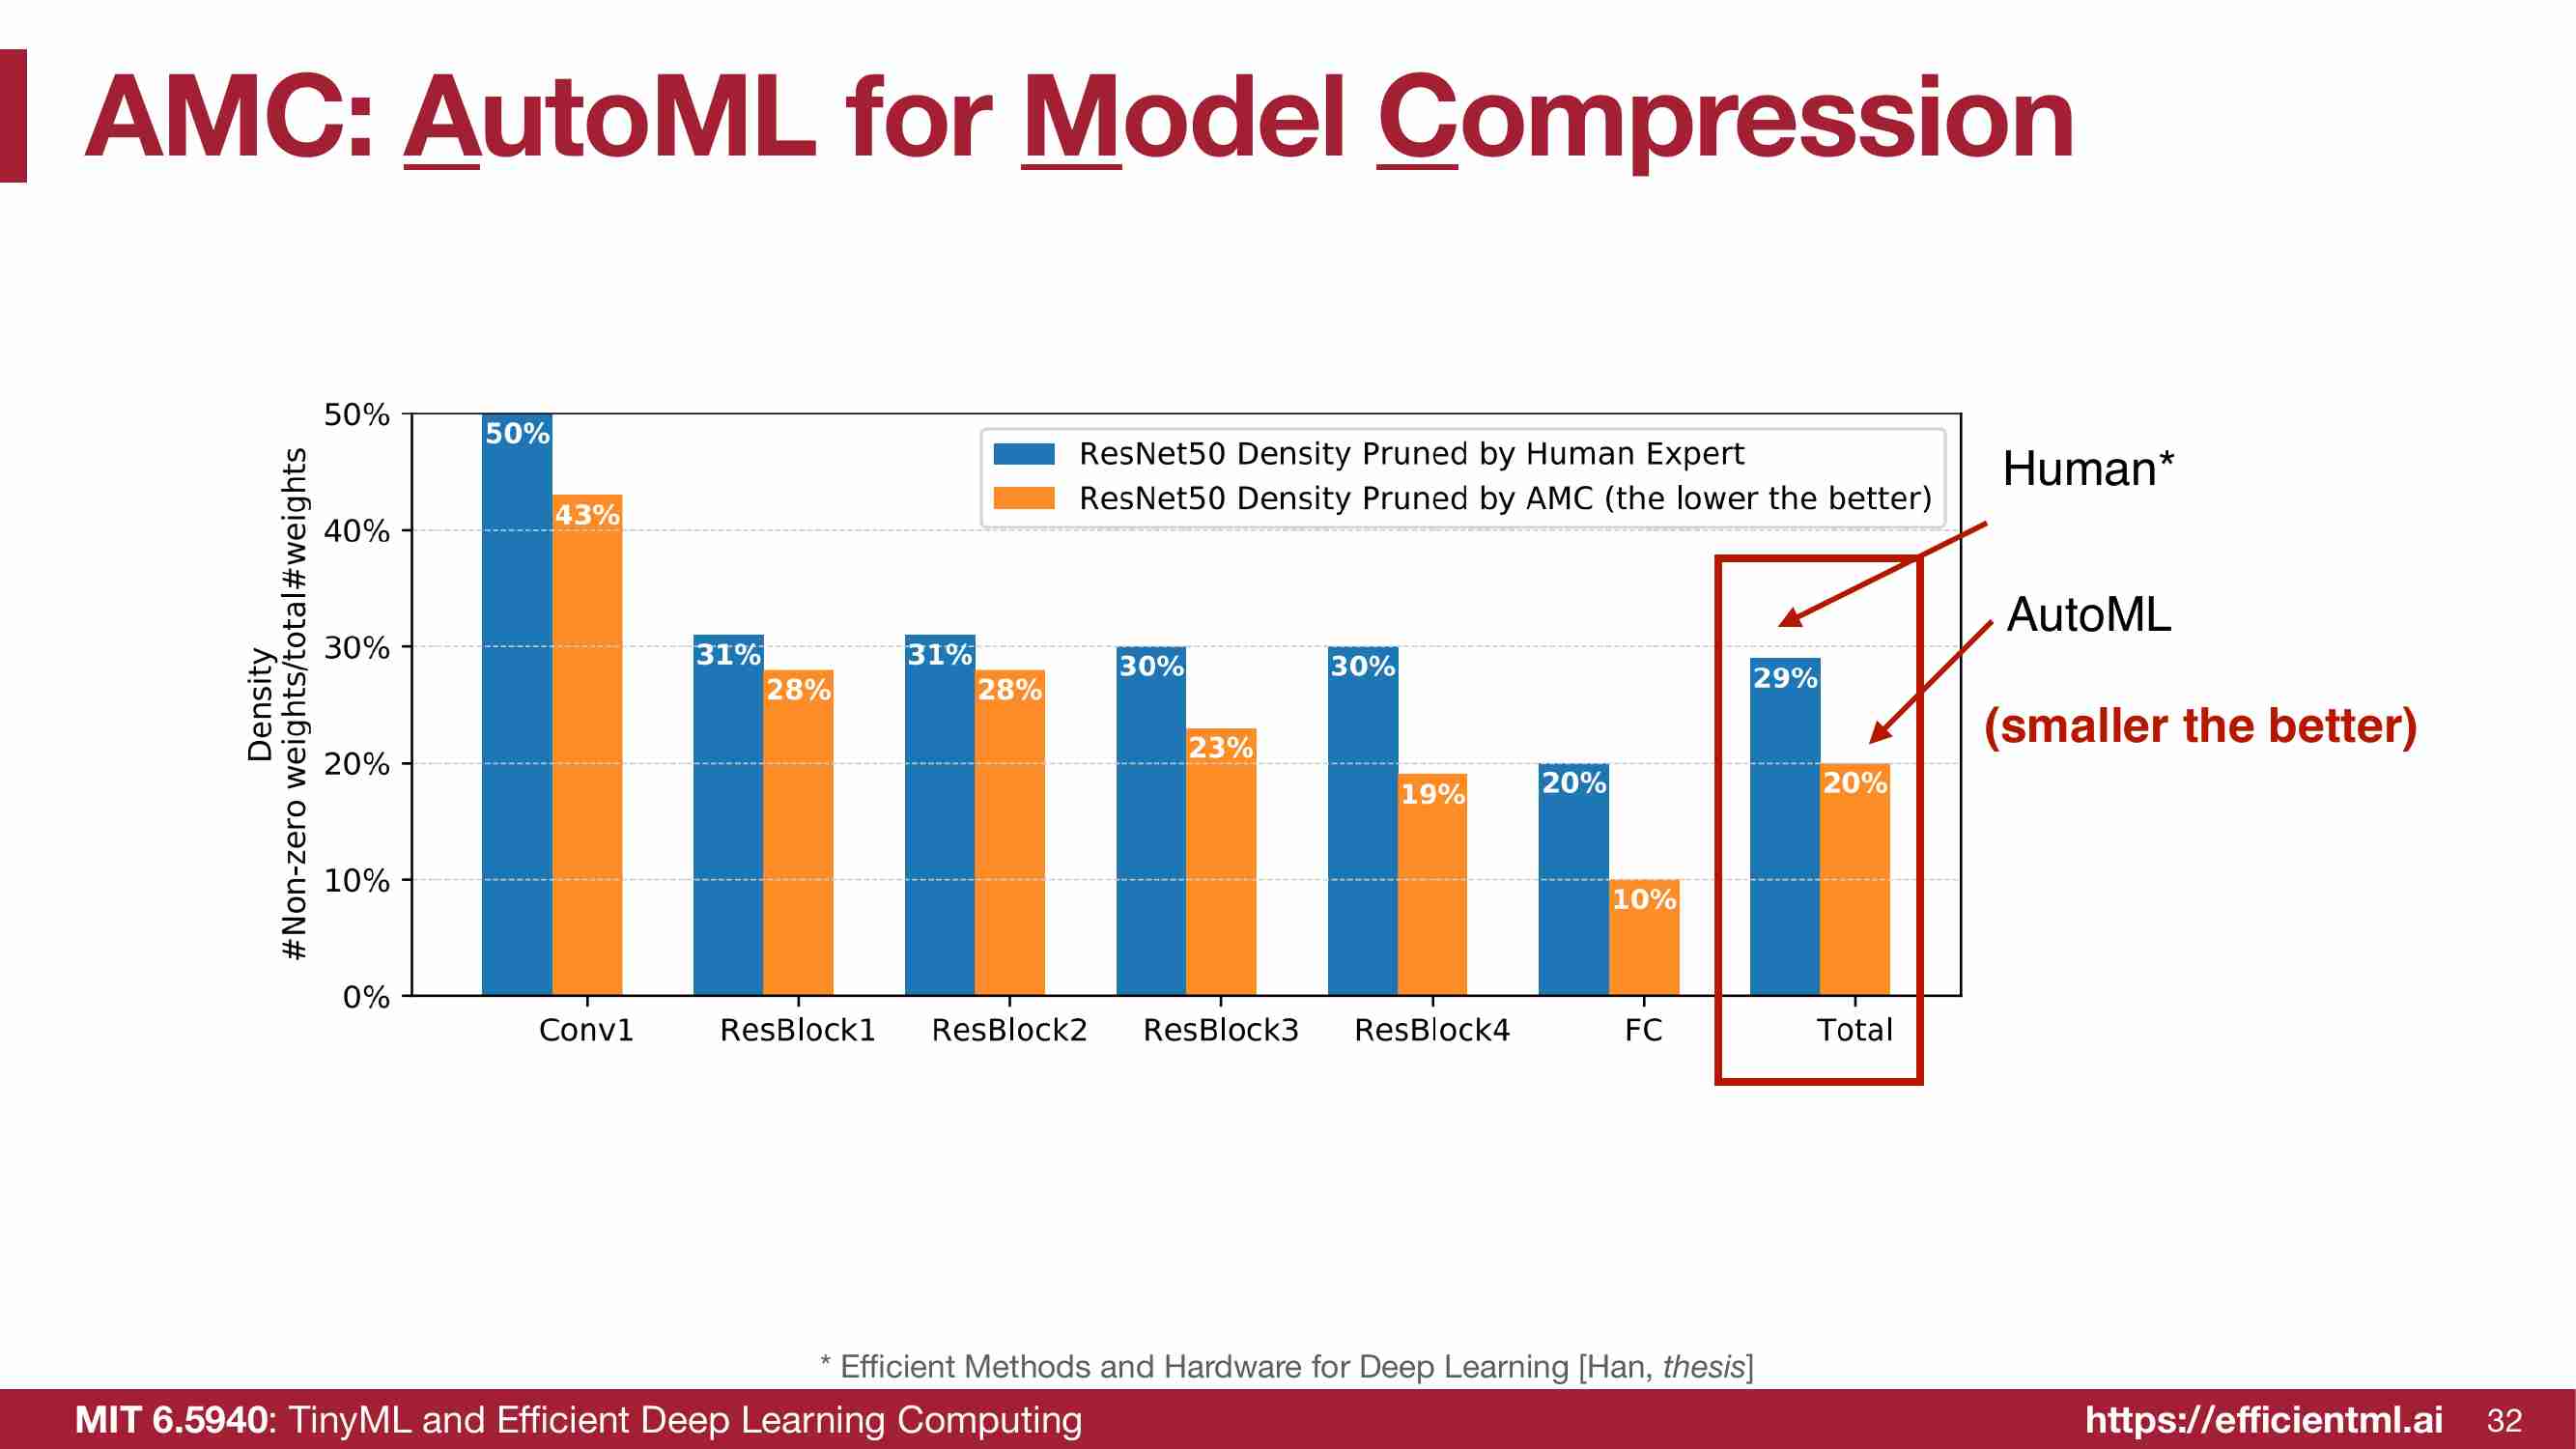 AMC: AutoML for Model Compression
Density
#Non-zero weights/total#weights
50%
40%
30%
20%
10%
0%
ResNet50 Density Pruned by Human Expert
ResNet50 Density Pruned by AMC (the lower the better)
50%
43%
31%
28%
31%
28%
30%
23%
30%
19%
20%
10%
29%
20%
Conv1
ResBlock1
ResBlock2
ResBlock3
ResBlock4
FC
Total
Human*
AutoML
(smaller the better)
* Efficient Methods and Hardware for Deep Learning [Han, thesis]
MIT 6.5940: TinyML and Efficient Deep Learning Computing
https://efficientml.ai
32